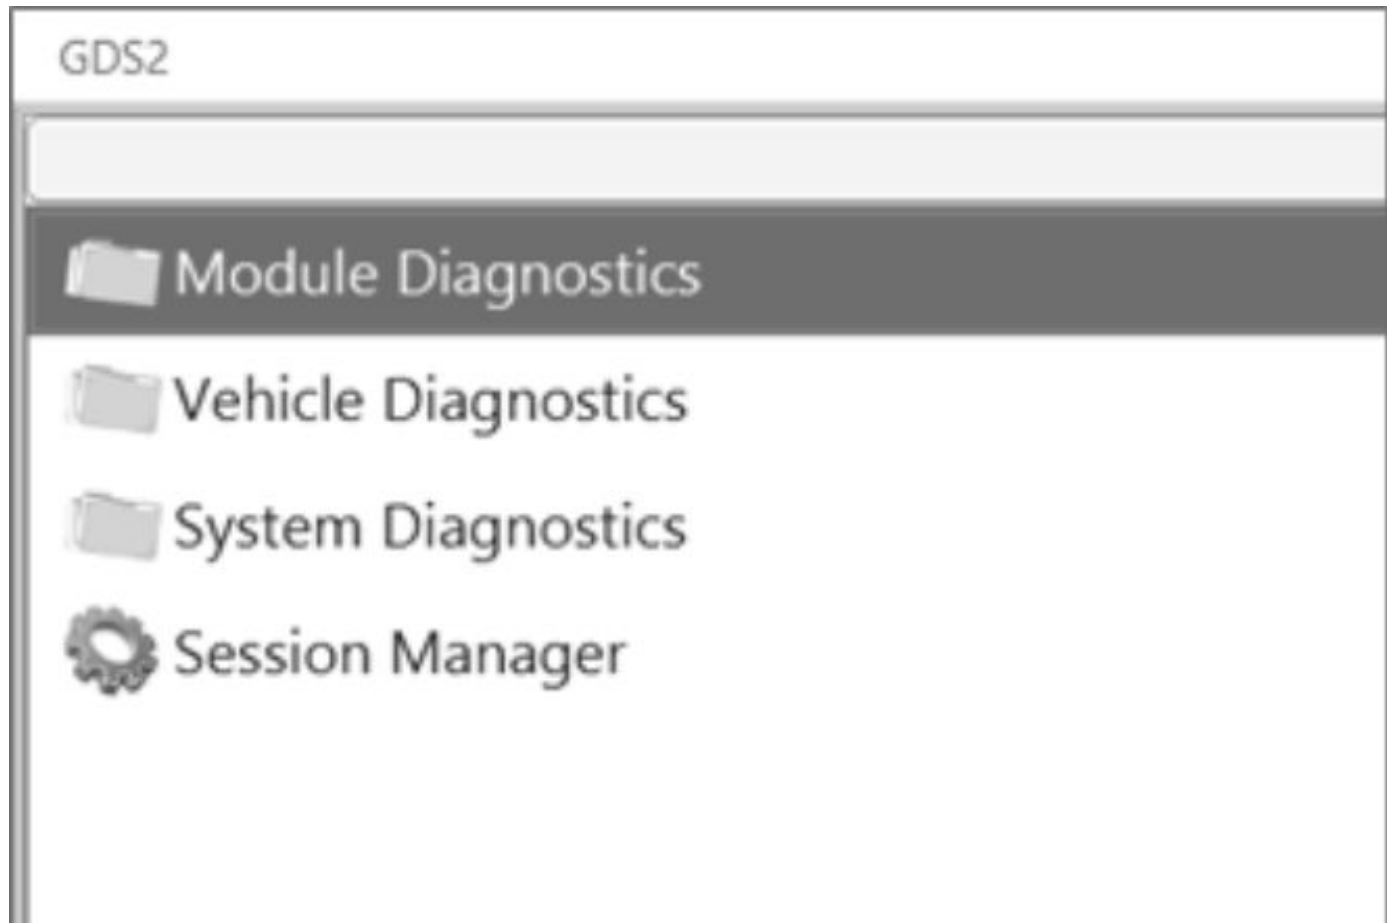 GDS2
Module Diagnostics
Vehicle Diagnostics
System Diagnostics
Session Manager